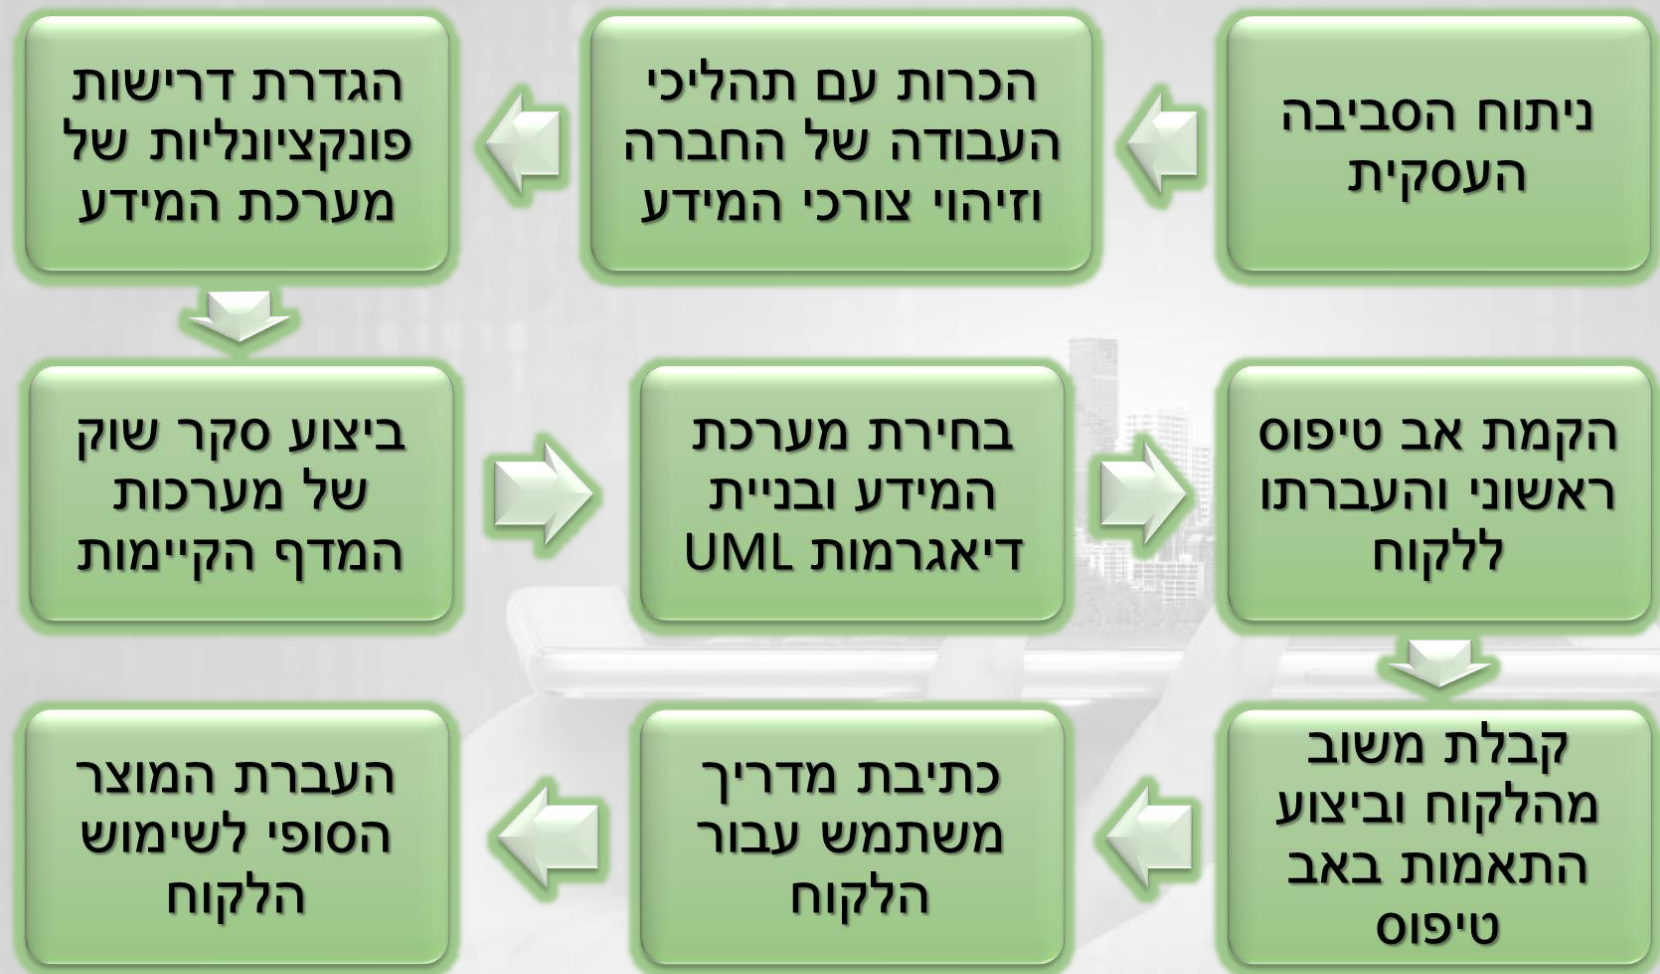 ניתוח הסביבה
העסקית
הכרות עם תהליכי
העבודה של החברה
וזיהוי צורכי המידע
הגדרת דרישות
פונקציונליות של
מערכת המידע
ביצוע סקר שוק
של מערכות
המדף הקיימות
בחירת מערכת
המידע ובניית
דיאגרמות UML
הקמת אב טיפוס
ראשוני והעברתו
ללקוח
קבלת משוב
מהלקוח וביצוע
התאמות באב
טיפוס
כתיבת מדריך
משתמש עבור
הלקוח
העברת המוצר
הסופי לשימוש
הלקוח